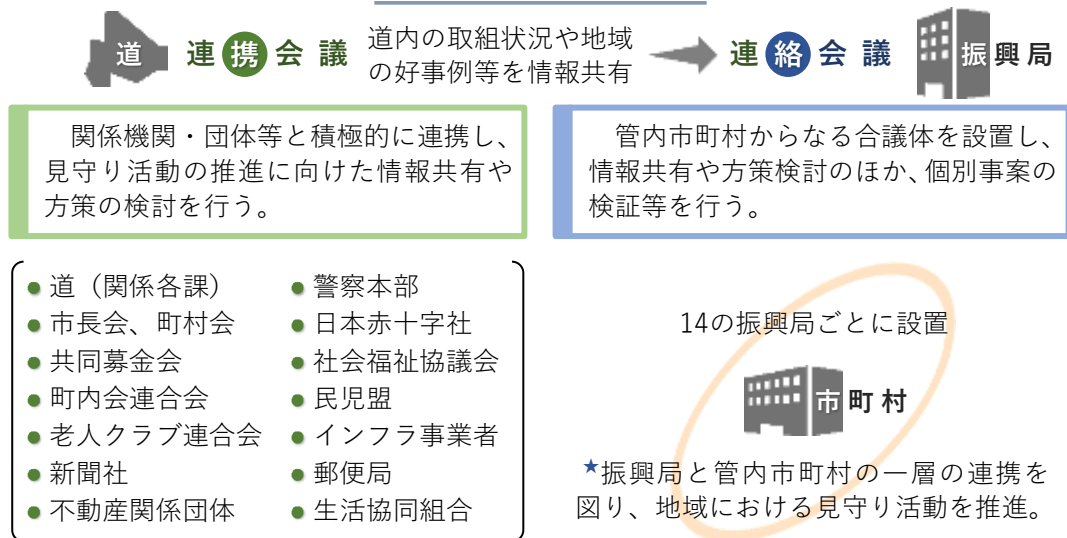 道 連携会議
道内の取組状況や地域
の好事例等を情報共有
連絡会議 振興局
関係機関・団体等と積極的に連携し、
見守り活動の推進に向けた情報共有や
方策の検討を行う。
管内市町村からなる合議体を設置し、
情報共有や方策検討のほか、個別事案の
検証等を行う。
●道（関係各課）
●市長会、町村会
●共同募金会
●町内会連合会
●老人クラブ連合会
●新聞社
●不動産関係団体
●警察本部
●日本赤十字社
●社会福祉協議会
●民児盟
●インフラ事業者
●郵便局
●生活協同組合
14の振興局ごとに設置
市町村
★振興局と管内市町村の一層の連携を
図り、地域における見守り活動を推進。